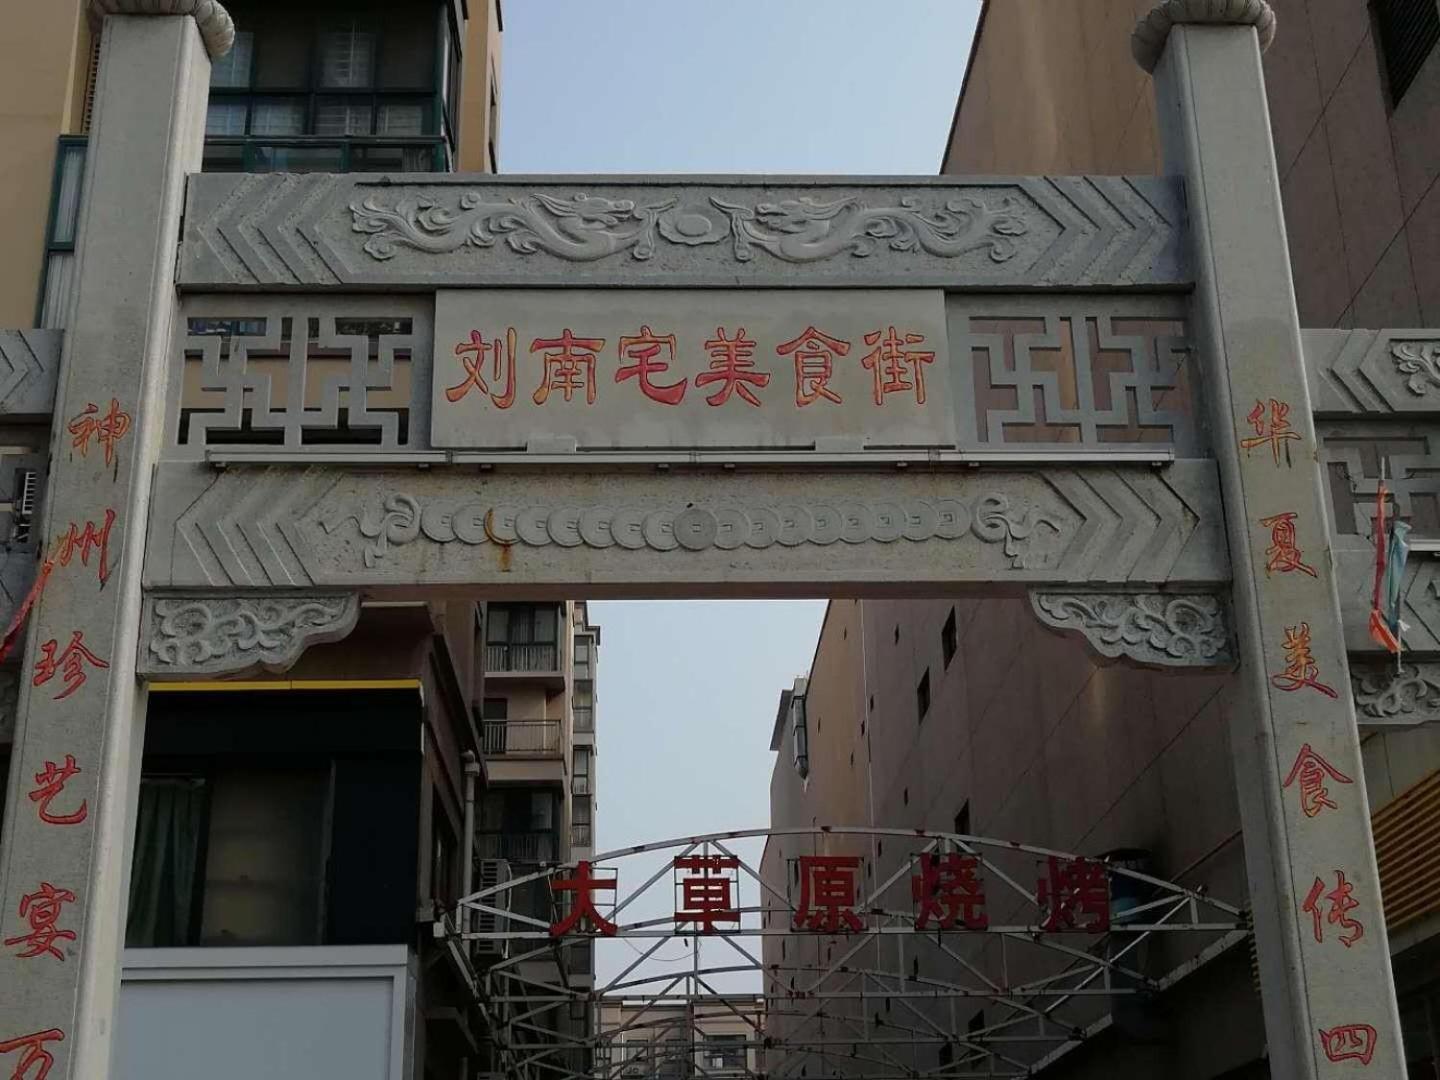 刘南宅美食街
华夏美食传四
神州珍艺宴万
大草原烧烤